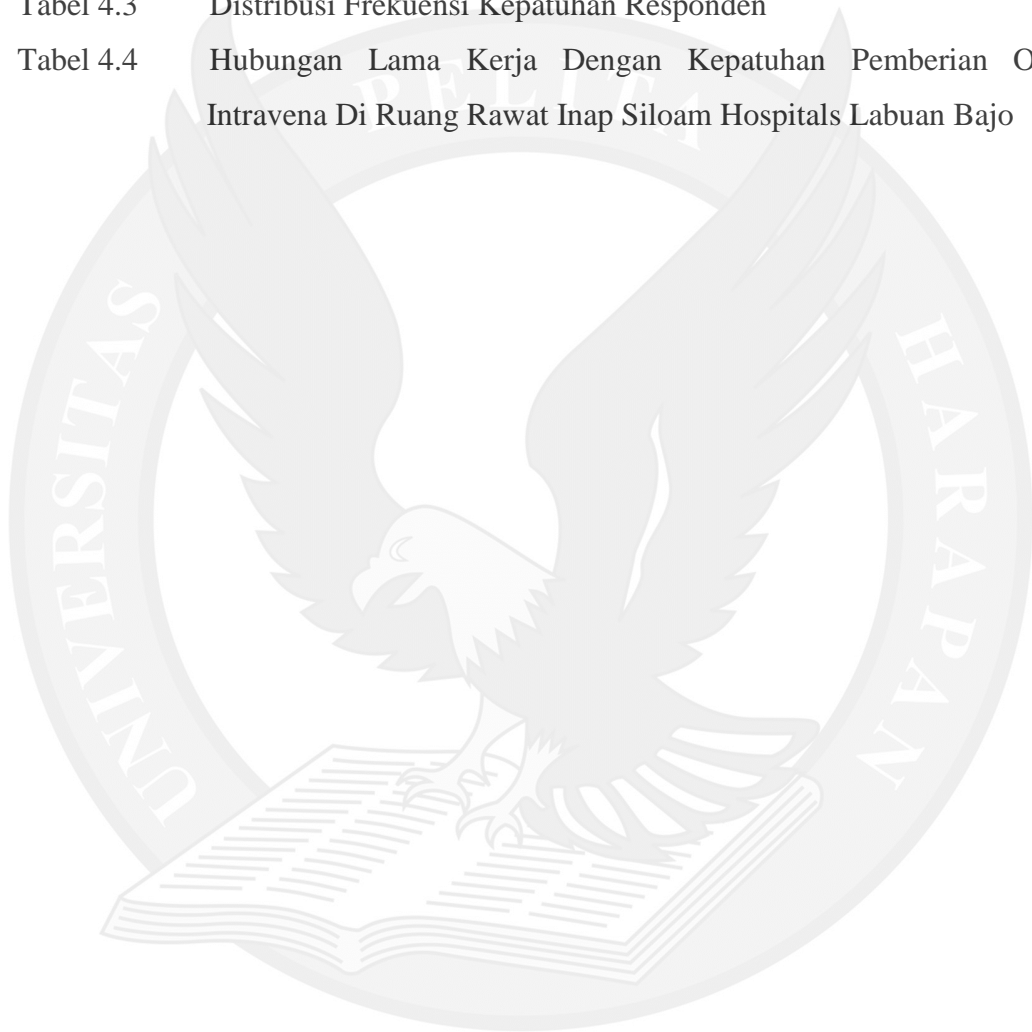 Tabel 4.3 Distribusi Frekuensi Kepatuhan Responden
Tabel 4.4 Hubungan Lama Kerja Dengan Kepatuhan Pemberian
Intravena Di Ruang Rawat Inap Siloam Hospitals Labuan Bajo
UNIVERSITAS PELITA HARAPAN